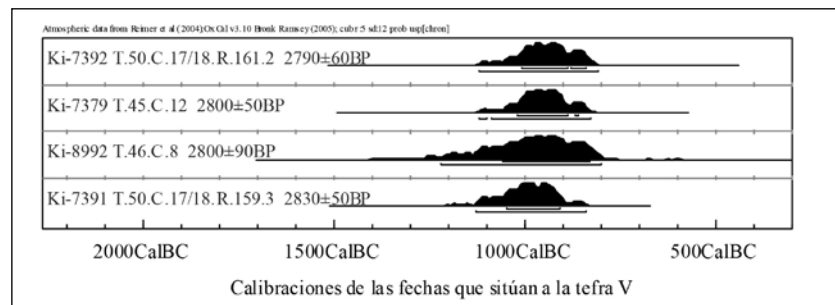 Atmospheric data from Reimer et al (2004);OxCal v3.10 Bronk Ramsey (2005); cub r:5 sd:12 prob usp[chron]
Ki-7392 T.50.C.17/18.R.161.2 2790±60BP
Ki-7379 T.45.C.12 2800±50BP
Ki-8992 T.46.C.8 2800±90BP
Ki-7391 T.50.C.17/18.R.159.3 2830±50BP
2000CalBC 1500CalBC 1000CalBC 500CalBC
Calibraciones de las fechas que sitúan a la tefra V